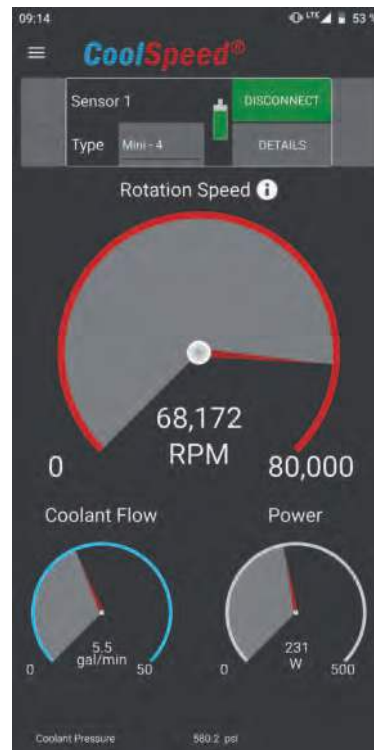 09:14 LTE 53 %
CoolSpeed®
Sensor 1 DISCONNECT
Type Mini - 4 DETAILS
Rotation Speed i
68,172
RPM
0 80,000
Coolant Flow Power
5.5
gal/min
0 50
231
W
0 500
Coolant Pressure 580.2 psi